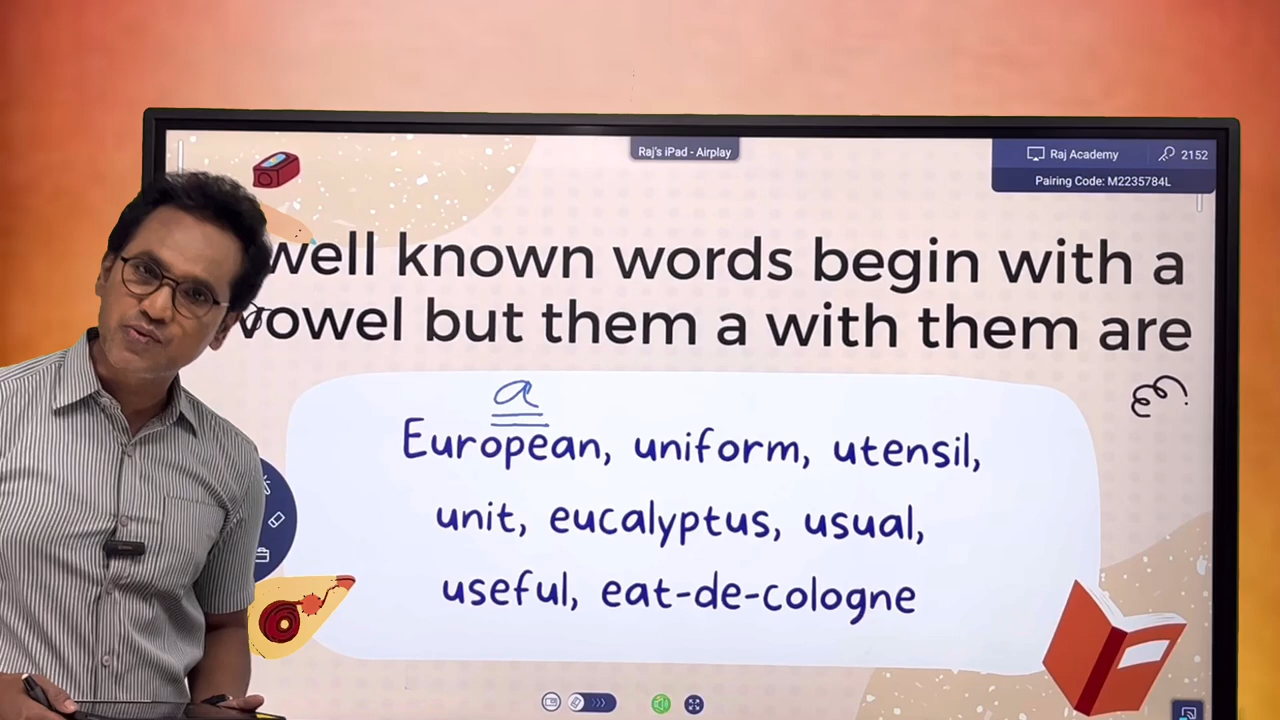 Raj's iPad - Airplay
Raj Academy
2152
Pairing Code: M2235784L
well known words begin with a
vowel but them a with them are
a
European, uniform, utensil,
unit, eucalyptus, usual,
useful, eat-de-cologne